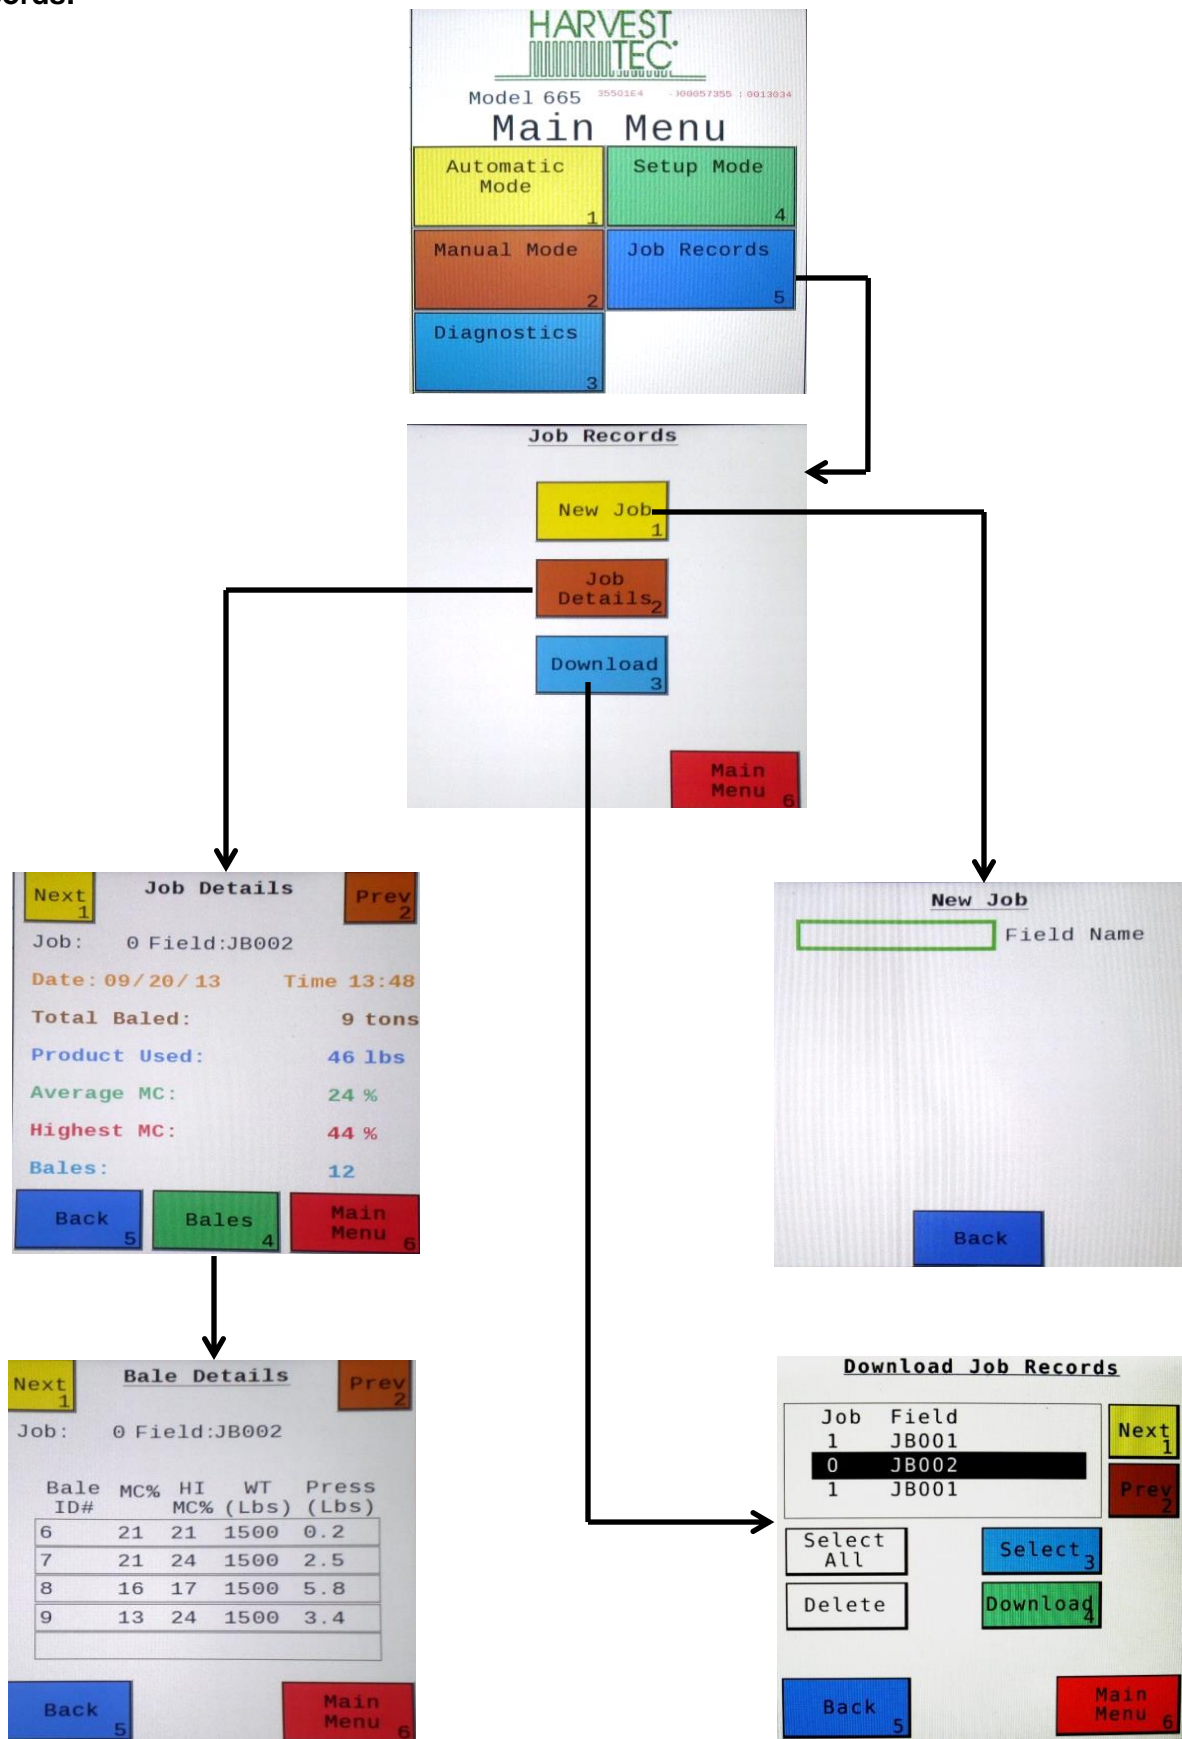 HARVEST
TEC
Model 665 35501E4
Main Menu
Automatic
Mode
1
Setup Mode
4
Manual Mode
2
Job Records
5
Diagnostics
3
Job Records
New Job
1
Job
Details
2
Download
3
Main
Menu
6
Next
1
Job Details
Prev
2
Job: 0 Field:JB002
Date: 09/20/13 Time 13:48
Total Baled: 9 tons
Product Used: 46 lbs
Average MC: 24 %
Highest MC: 44 %
Bales: 12
Back
5
Bales
4
Main
Menu
6
New Job
Field Name
Back
Next
1
Bale Details
Prev
2
Job: 0 Field:JB002
Bale MC% HI WT Press
ID# MC% (Lbs) (Lbs)
6 21 21 1500 0.2
7 21 24 1500 2.5
8 16 17 1500 5.8
9 13 24 1500 3.4
Back
5
Main
Menu
6
Download Job Records
Job Field
1 JB001
0 JB002
1 JB001
Next
1
Prev
2
Select
All
Select
3
Delete
Download
4
Back
5
Main
Menu
6